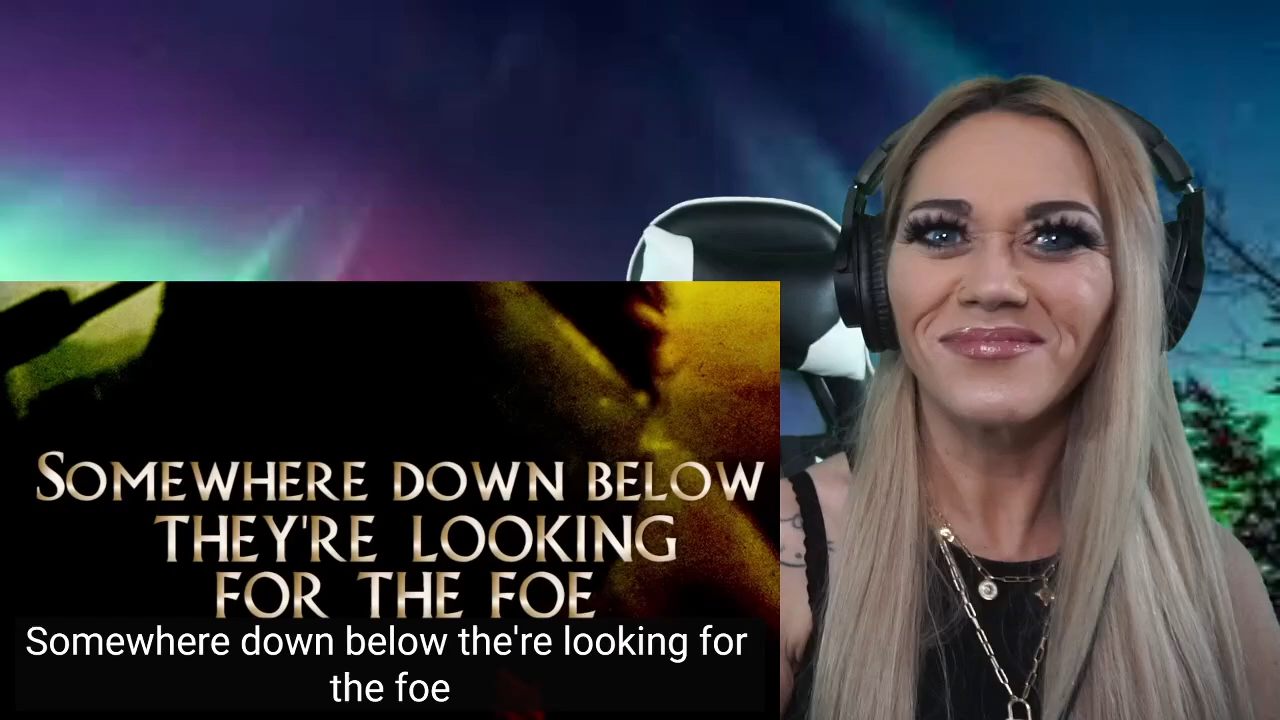 SOMEWHERE DOWN BELOW
THEY'RE LOOKING
FOR THE FOE
Somewhere down below the're looking for
the foe